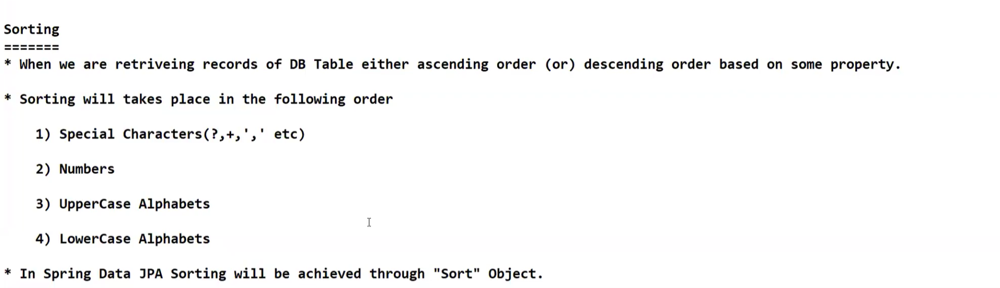 Sorting
=======
* When we are retriveing records of DB Table either ascending order (or) descending order based on some property.
* Sorting will takes place in the following order
1) Special Characters(?,+,',' etc)
2) Numbers
3) UpperCase Alphabets
4) LowerCase Alphabets
* In Spring Data JPA Sorting will be achieved through "Sort" Object.